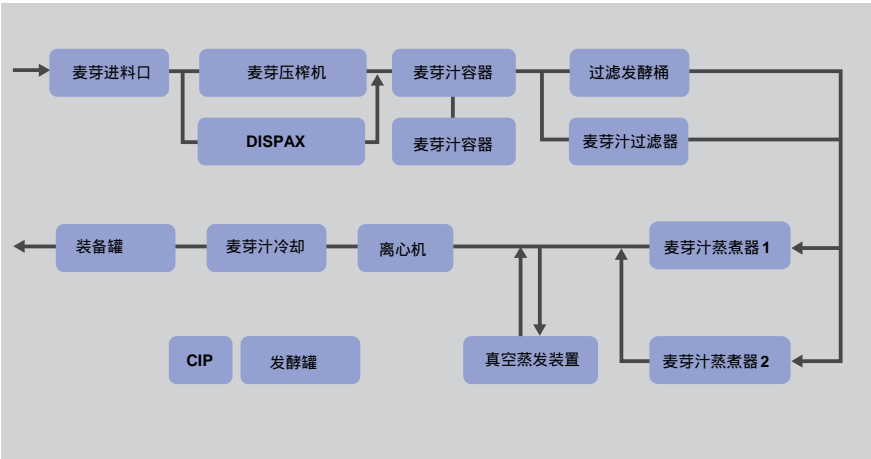 麦芽进料口
麦芽压榨机
麦芽汁容器
过滤发酵桶
DISPAX
麦芽汁容器
麦芽汁过滤器
装备罐
麦芽汁冷却
离心机
麦芽汁蒸煮器1
CIP
发酵罐
真空蒸发装置
麦芽汁蒸煮器2